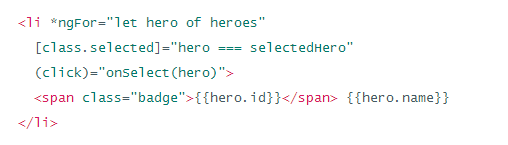 <li *ngFor="let hero of heroes"
[class.selected]="hero === selectedHero"
(click)="onSelect(hero)">
<span class="badge">{{hero.id}}</span> {{hero.name}}
</li>